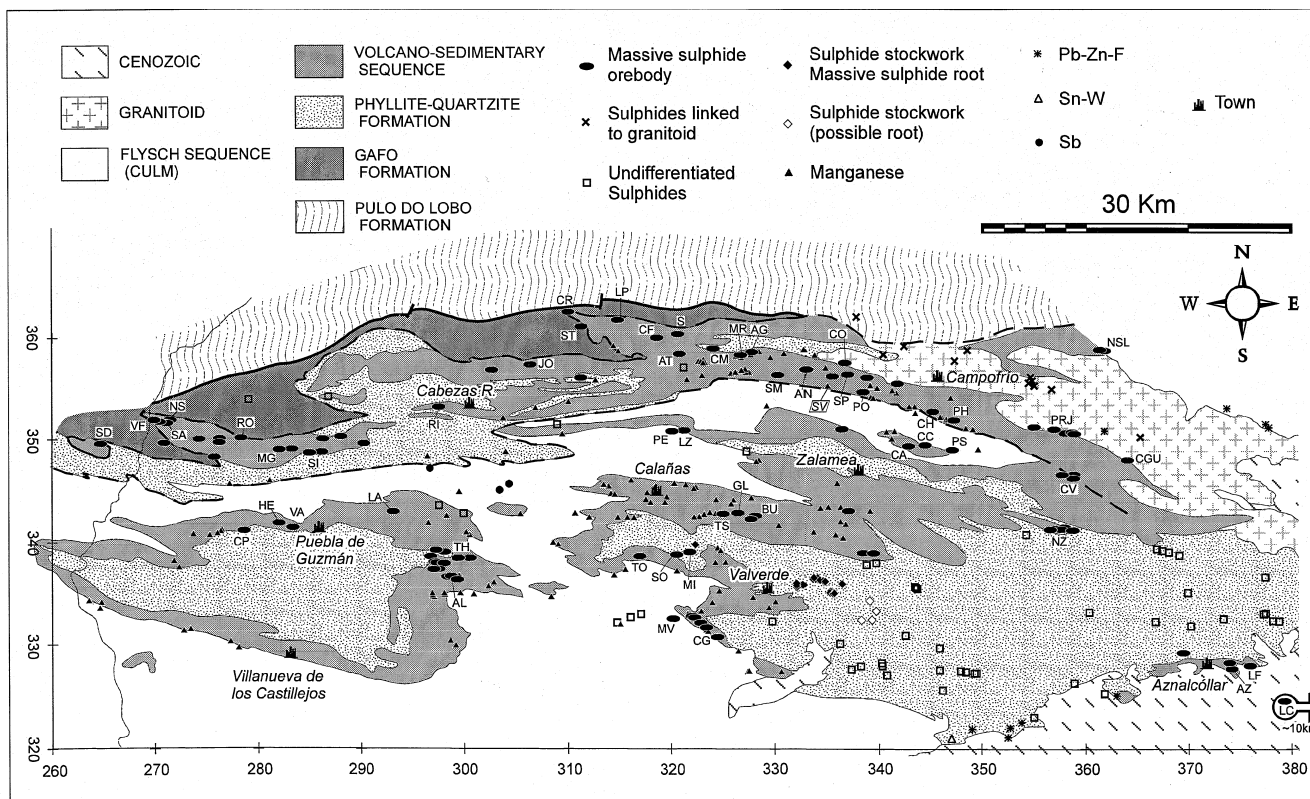 CENOZOIC
GRANITOID
FLYSCH SEQUENCE
(CULM)
VOLCANO-SEDIMENTARY
SEQUENCE
PHYLLITE-QUARTZITE
FORMATION
GAFO
FORMATION
PULO DO LOBO
FORMATION
Massive sulphide
orebody
Sulphides linked
to granitoid
Undifferentiated
Sulphides
Sulphide stockwork
Massive sulphide root
Sulphide stockwork
(possible root)
Manganese
Pb-Zn-F
Sn-W
Sb
Town
30 Km
N
W E
S
360
350
340
330
320
260 270 280 290 300 310 320 330 340 350 360 370 380
CR
LP
ST
CF
S
MR
AG
CO
NSL
AT
CM
JO
Cabezas R.
SM
AN
SV
SP
PO
Campofrío
NS
VF
SD
SA
RO
RI
MG
SI
PE
LZ
CH
PH
CC
CA
PS
PRJ
CGU
CV
Calañas
Zalamea
LA
HE
VA
CP
Puebla de
Guzmán
GL
TS
BU
NZ
TH
AL
TO
SO
MI
Valverde
MV
CG
Villanueva de
los Castillejos
Aznalcóllar
AZ
LF
LC
~10km